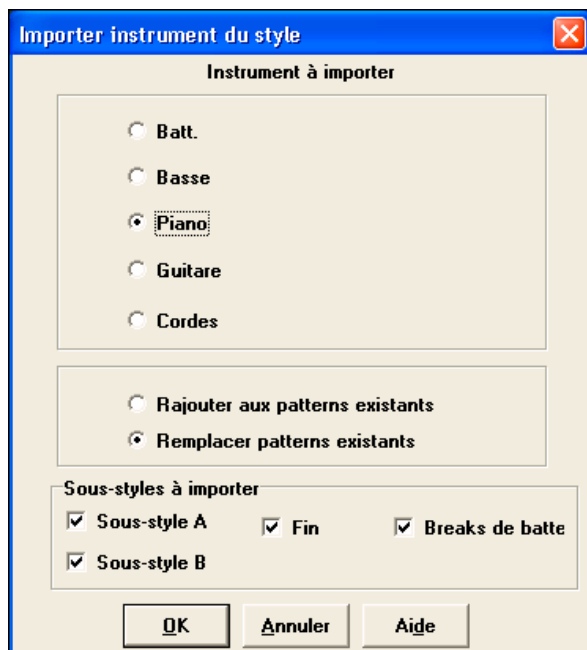 Importer instrument du style
Instrument à importer
Batt.
Basse
Piano
Guitare
Cordes
Rajouter aux patterns existants
Remplacer patterns existants
Sous-styles à importer
Sous-style A Fin Breaks de batte
Sous-style B
OK Annuler Aide